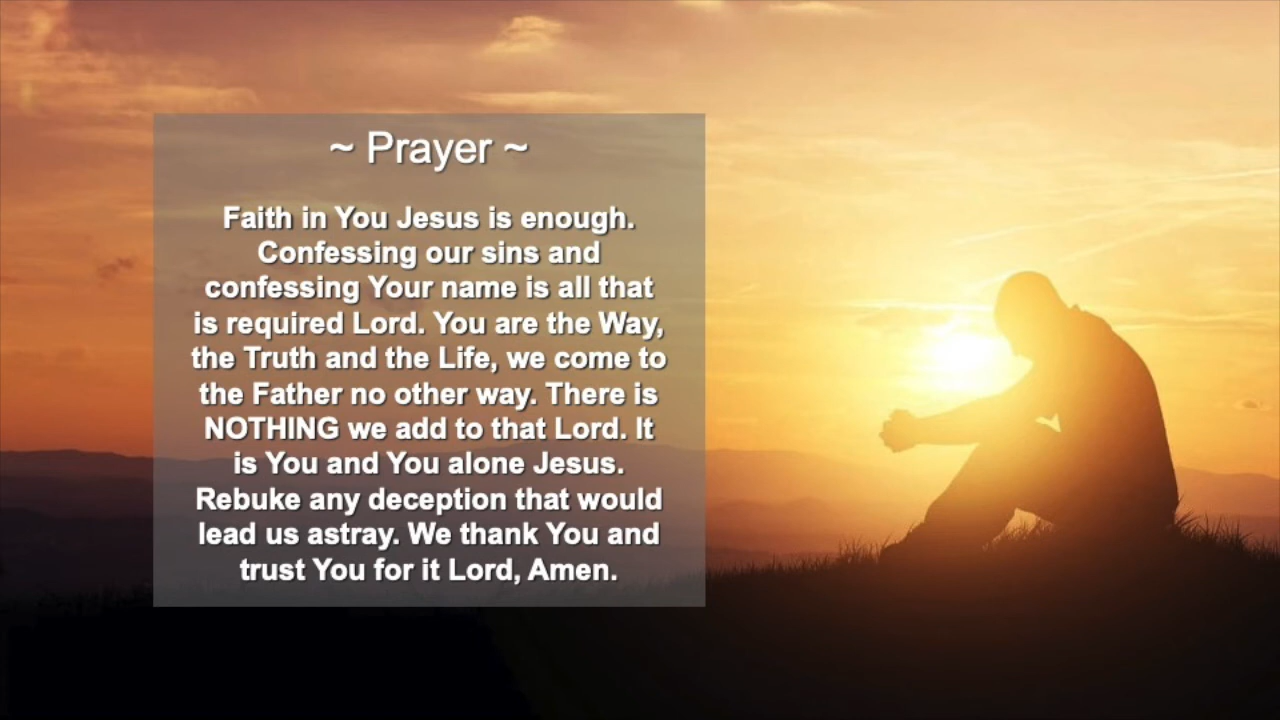 ~ Prayer ~
Faith in You Jesus is enough.
Confessing our sins and
confessing Your name is all that
is required Lord. You are the Way,
the Truth and the Life, we come to
the Father no other way. There is
NOTHING we add to that Lord. It
is You and You alone Jesus.
Rebuke any deception that would
lead us astray. We thank You and
trust You for it Lord, Amen.